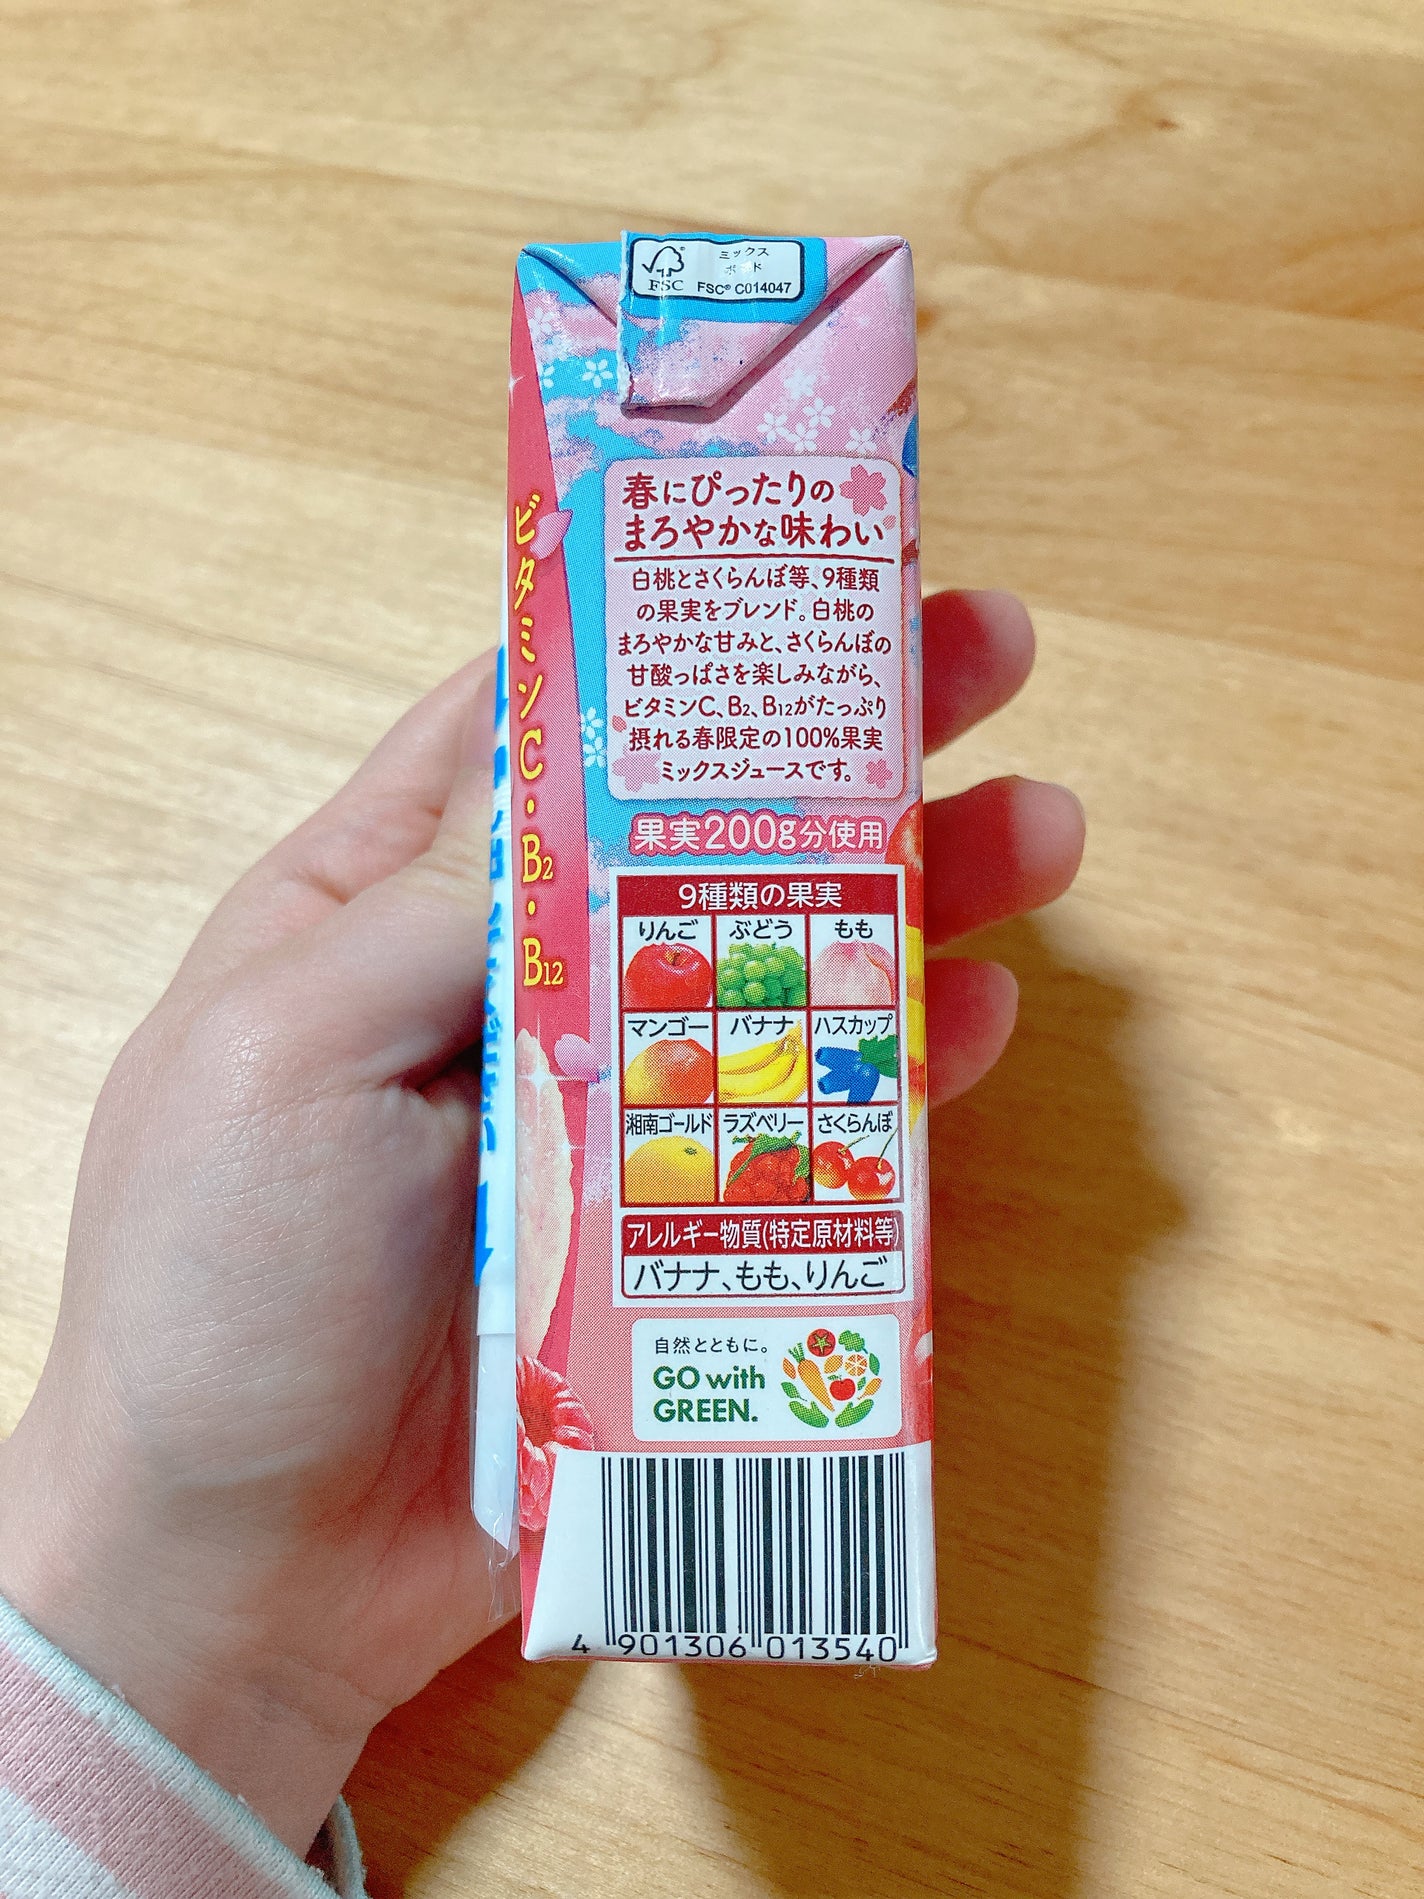 FSC
ミックス
ボード
FSC® C014047
ビタミンC・B2・B12
春にぴったりの
まろやかな味わい
白桃とさくらんぼ等、9種類
の果実をブレンド。白桃の
まろやかな甘みと、さくらんぼの
甘酸っぱさを楽しみながら、
ビタミンC、B2、B12がたっぷり
摂れる春限定の100%果実
ミックスジュースです。
果実200g分使用
9種類の果実
りんご ぶどう もも
マンゴー バナナ ハスカップ
湘南ゴールド ラズベリー さくらんぼ
アレルギー物質(特定原材料等)
バナナ、もも、りんご
自然とともに。
GO with
GREEN.
4 901306 013540